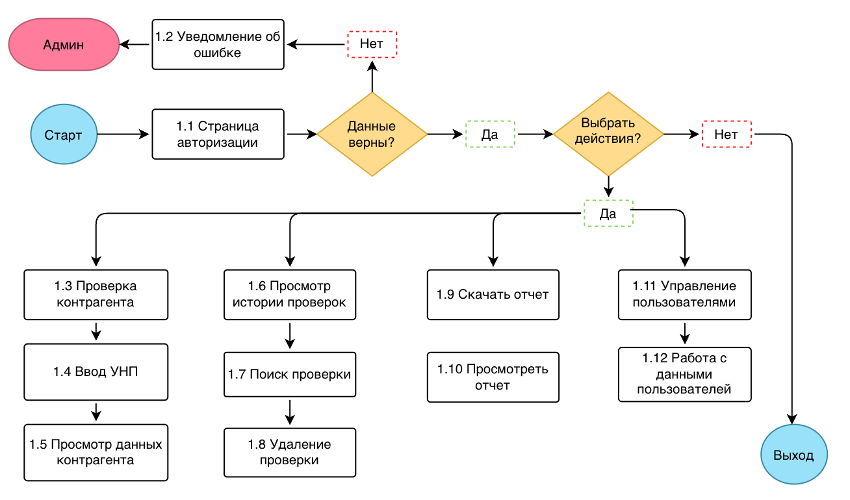 Админ
1.2 Уведомление об
ошибке
Нет
Старт
1.1 Страница
авторизации
Данные
верны?
Да
Выбрать
действия?
Нет
Да
1.3 Проверка
контрагента
1.6 Просмотр
истории проверок
1.9 Скачать отчет
1.11 Управление
пользователями
1.4 Ввод УНП
1.7 Поиск проверки
1.10 Просмотреть
отчет
1.12 Работа с
данными
пользователей
1.5 Просмотр данных
контрагента
1.8 Удаление
проверки
Выход